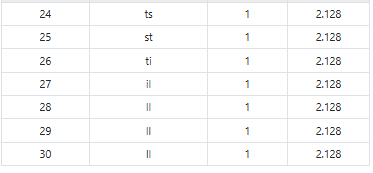 24 ts 1 2.128
25 st 1 2.128
26 ti 1 2.128
27 il 1 2.128
28 ll 1 2.128
29 ll 1 2.128
30 ll 1 2.128